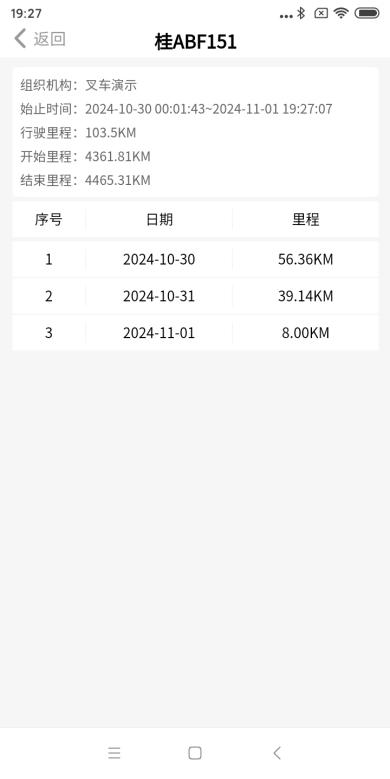 19:27
返回
桂ABF151
组织机构：叉车演示
始止时间：2024-10-30 00:01:43~2024-11-01 19:27:07
行驶里程：103.5KM
开始里程：4361.81KM
结束里程：4465.31KM
序号 日期 里程
1 2024-10-30 56.36KM
2 2024-10-31 39.14KM
3 2024-11-01 8.00KM